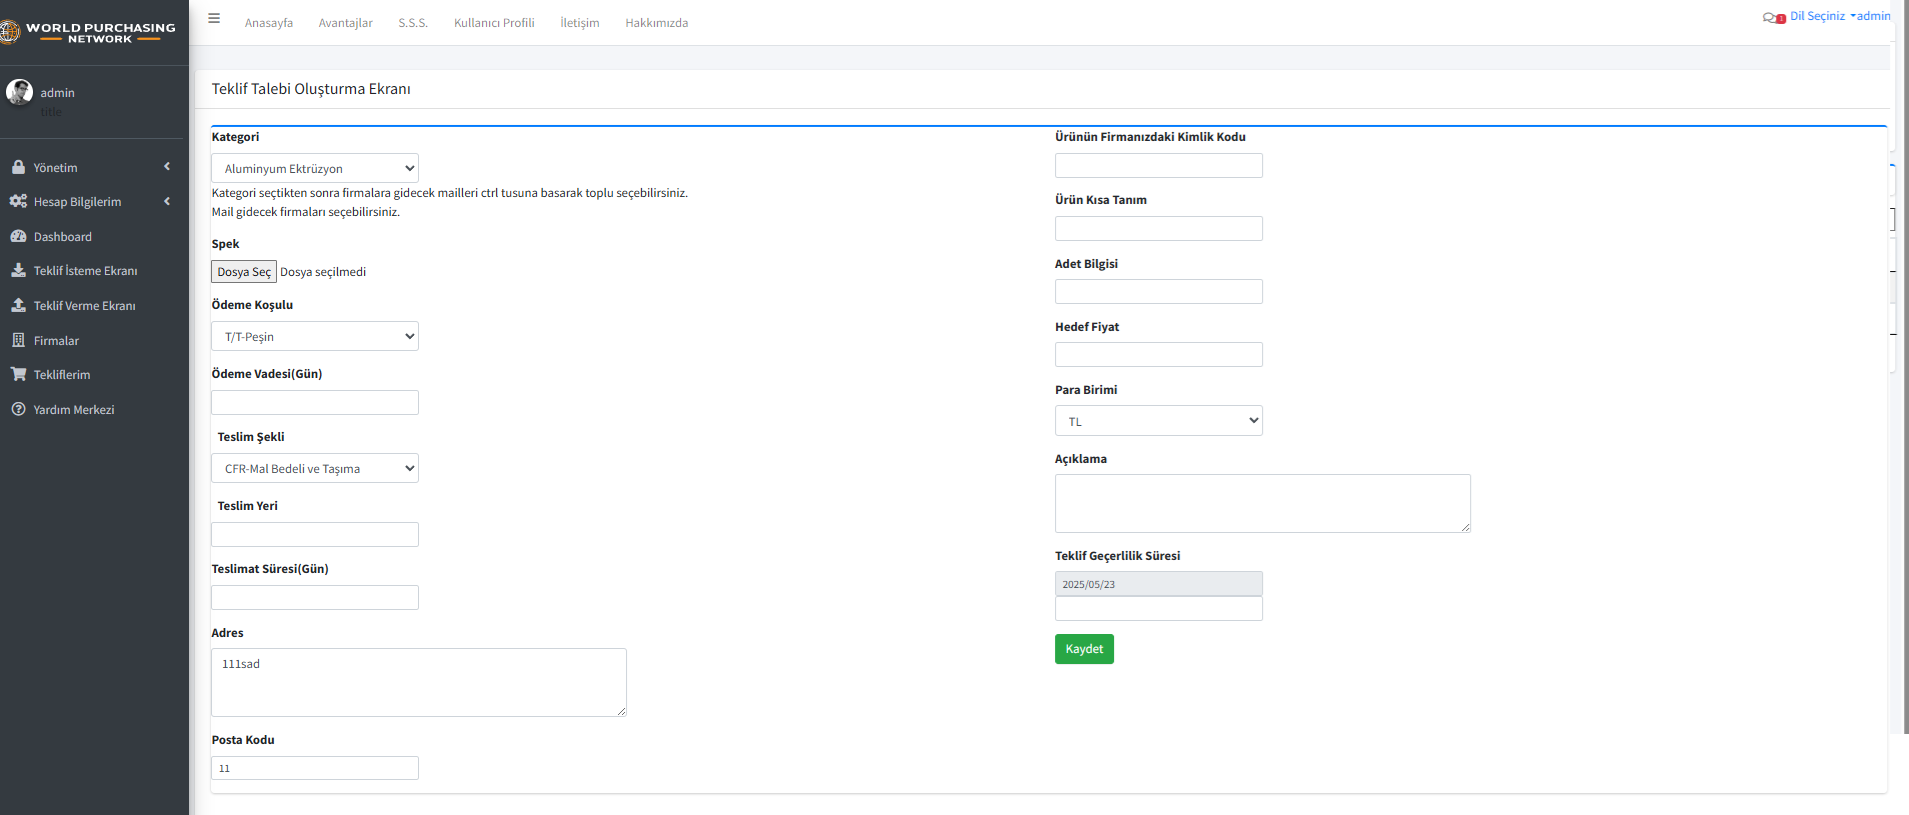 WORLD PURCHASING
NETWORK
admin
title
Yönetim
Hesap Bilgilerim
Dashboard
Teklif İsteme Ekranı
Teklif Verme Ekranı
Firmalar
Tekliflerim
Yardım Merkezi
Anasayfa Avantajlar S.S.S. Kullanıcı Profili İletişim Hakkımızda
1 Dil Seçiniz admin
Teklif Talebi Oluşturma Ekranı
Kategori
Aluminyum Ektrüzyon
Kategori seçtikten sonra firmalara gidecek mailleri ctrl tusuna basarak toplu seçebilirsiniz.
Mail gidecek firmaları seçebilirsiniz.
Spek
Dosya Seç Dosya seçilmedi
Ödeme Koşulu
T/T-Peşin
Ödeme Vadesi(Gün)
Teslim Şekli
CFR-Mal Bedeli ve Taşıma
Teslim Yeri
Teslimat Süresi(Gün)
Adres
111sad
Posta Kodu
11
Ürünün Firmanızdaki Kimlik Kodu
Ürün Kısa Tanım
Adet Bilgisi
Hedef Fiyat
Para Birimi
TL
Açıklama
Teklif Geçerlilik Süresi
2025/05/23
Kaydet